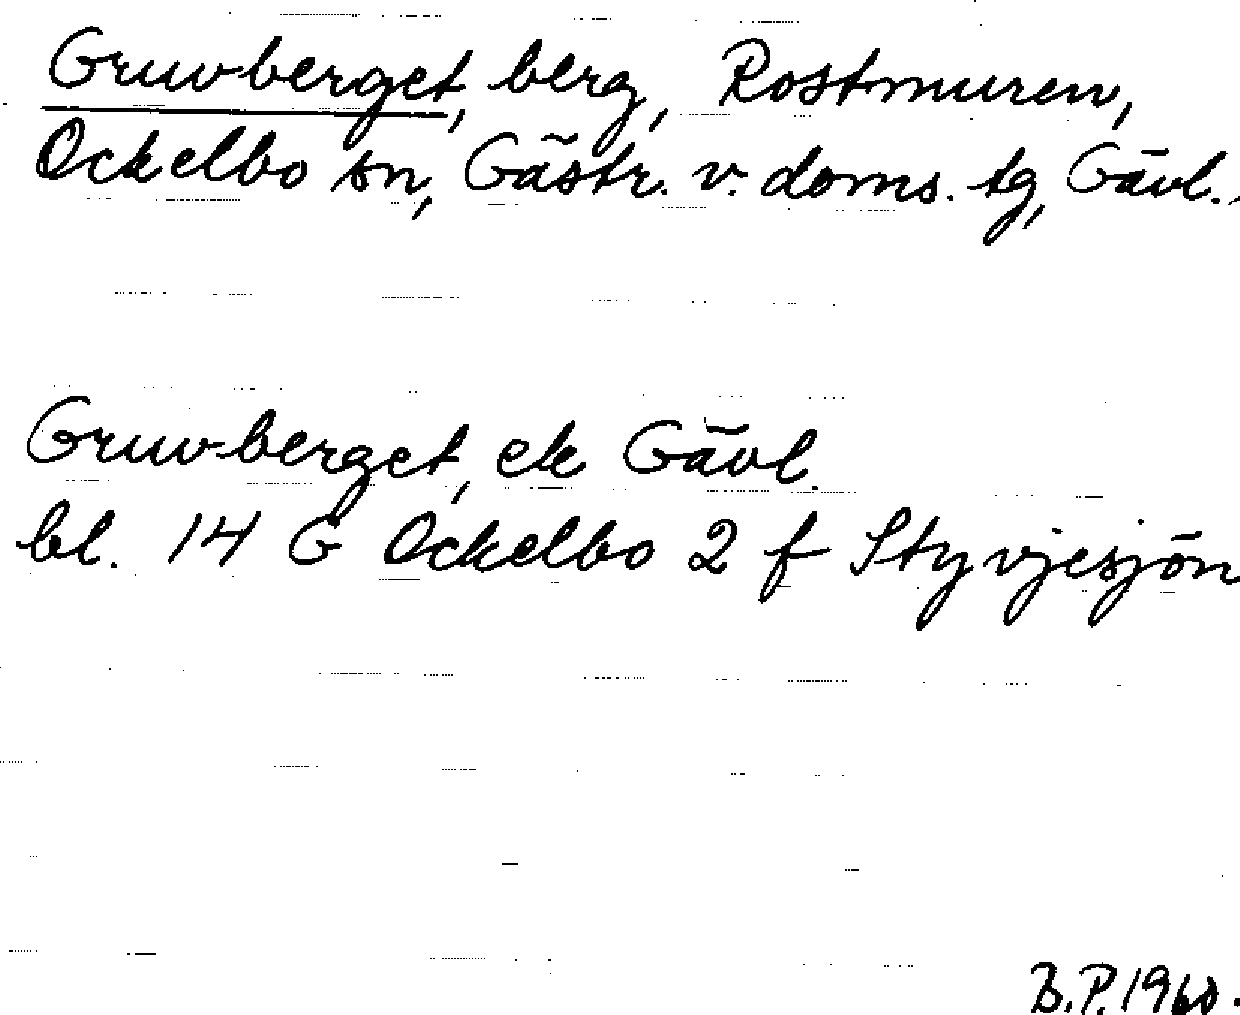 Gruvberget, berg, Rostmuren,
Ockelbo sn, Gästr. v. doms. tg, Gävl.
Gruvberget, ek Gävl.
bl. 14 G Ockelbo 2 f Styvjesjön
B.P. 1960.